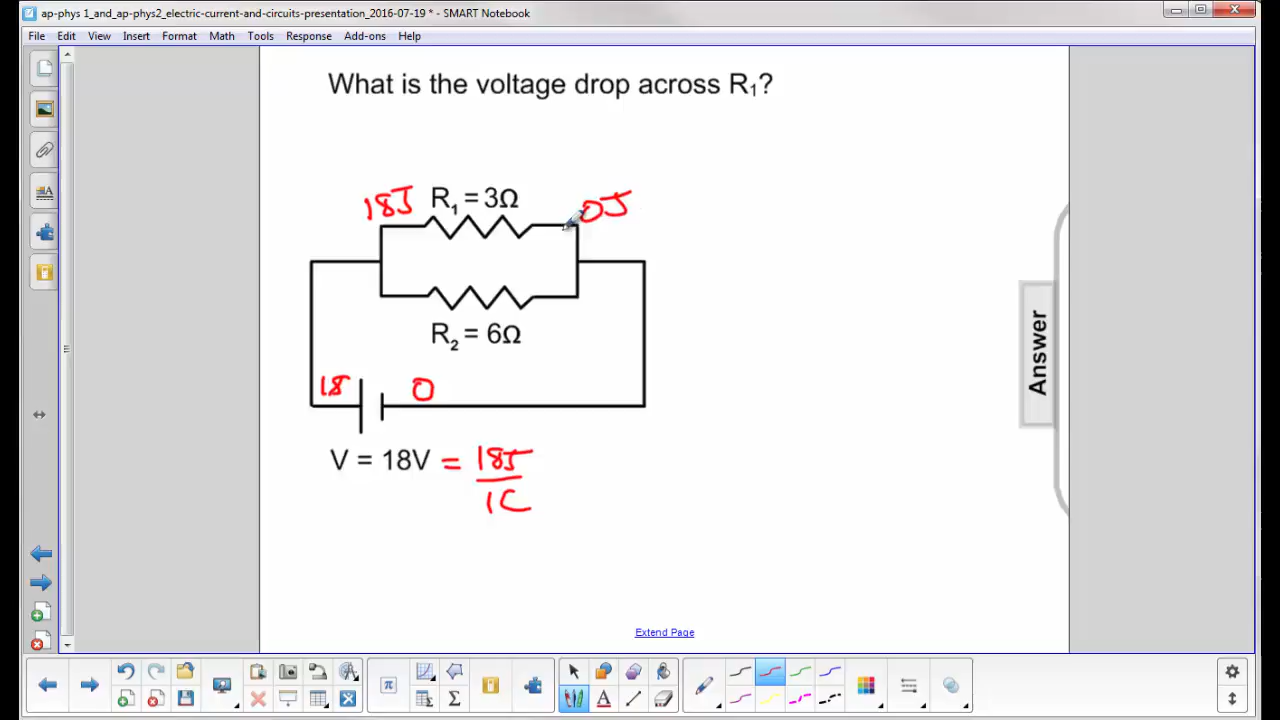 ap-phys 1_and_ap-phys2_electric-current-and-circuits-presentation_2016-07-19 * - SMART Notebook
File Edit View Insert Format Math Tools Response Add-ons Help
What is the voltage drop across R₁?
18J R₁ = 3Ω 0J
R₂ = 6Ω
18 0
V = 18V = 18J
1C
Answer
Extend Page